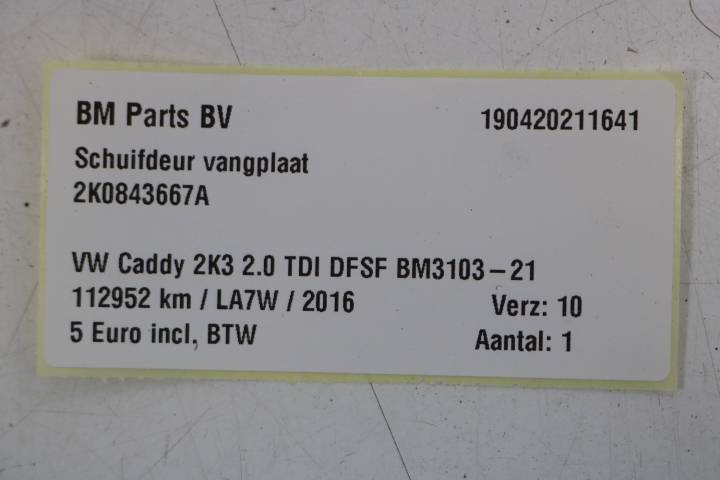 BM Parts BV 190420211641
Schuifdeur vangplaat
2K0843667A
VW Caddy 2K3 2.0 TDI DFSF BM3103-21
112952 km / LA7W / 2016 Verz: 10
5 Euro incl, BTW Aantal: 1